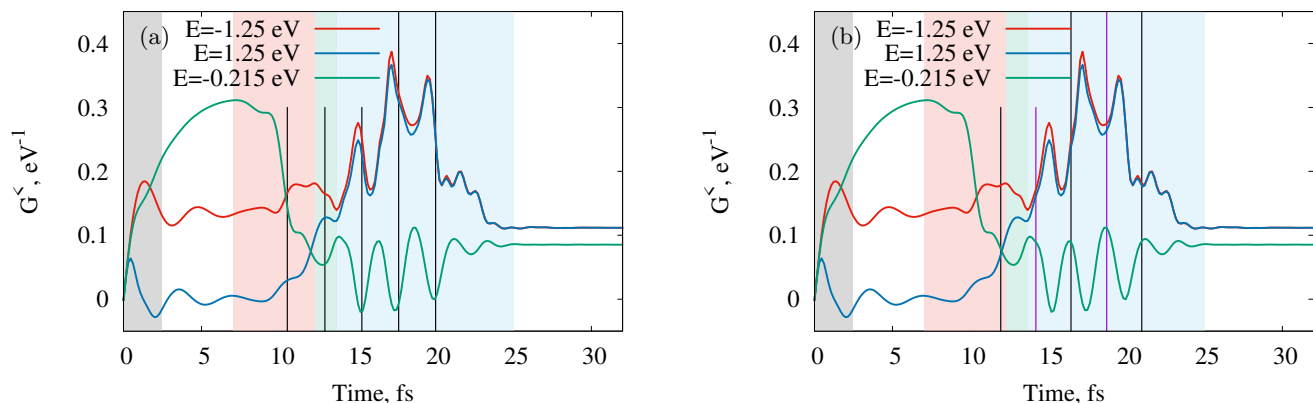 (a)
E=-1.25 eV
E=1.25 eV
E=-0.215 eV
G<, eV-1
0.4
0.3
0.2
0.1
0
0 5 10 15 20 25 30
Time, fs
(b)
E=-1.25 eV
E=1.25 eV
E=-0.215 eV
G<, eV-1
0.4
0.3
0.2
0.1
0
0 5 10 15 20 25 30
Time, fs